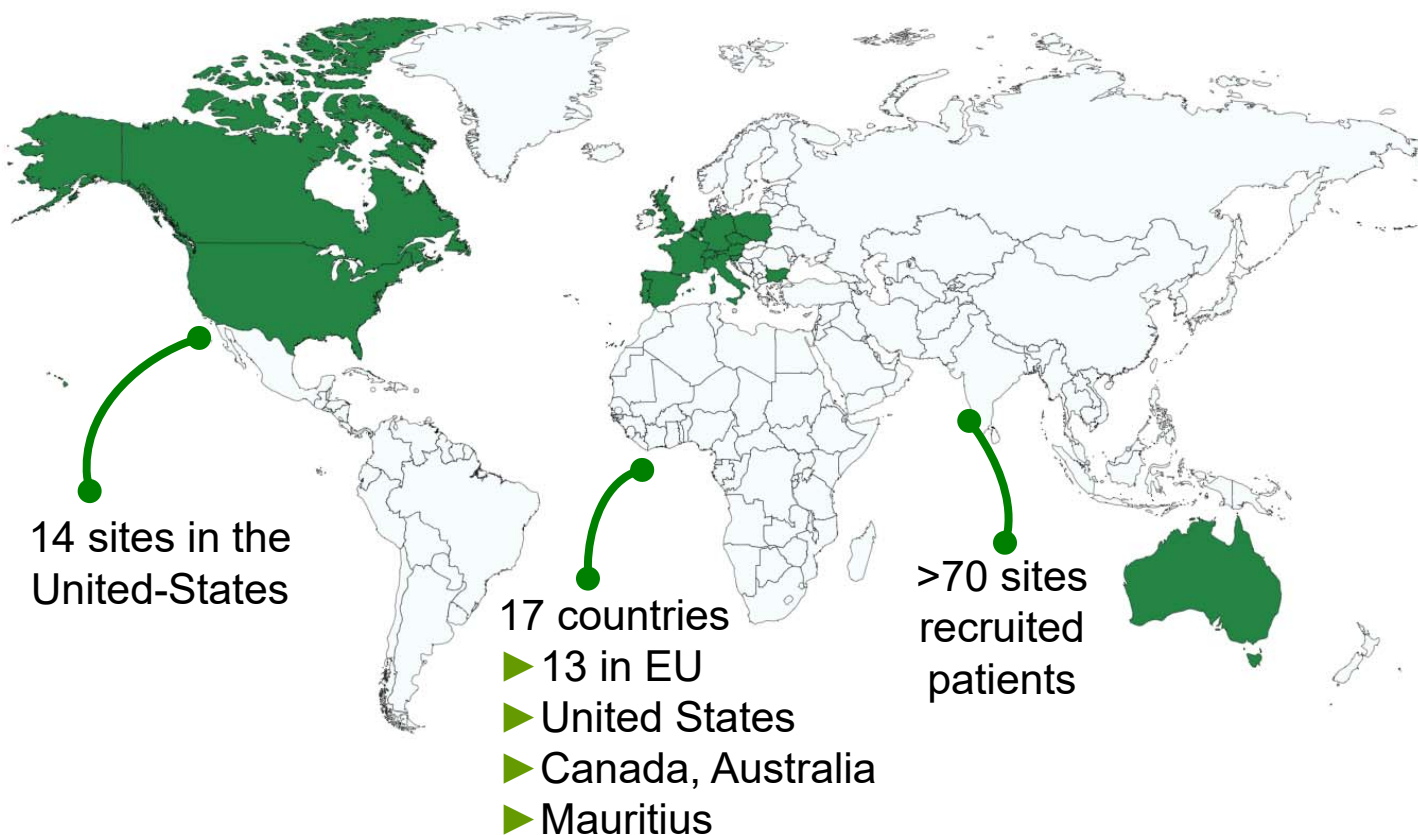 14 sites in the
United-States
17 countries
►13 in EU
►United States
►Canada, Australia
►Mauritius
>70 sites
recruited
patients